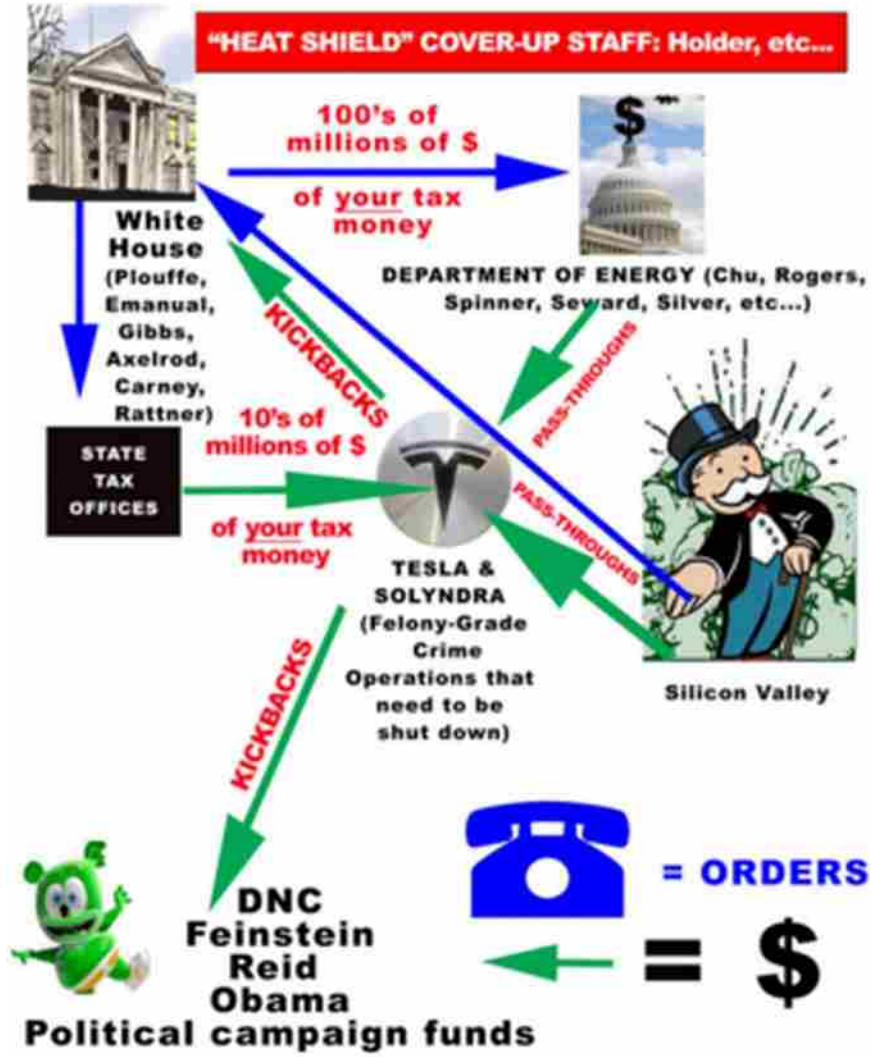 “HEAT SHIELD” COVER-UP STAFF: Holder, etc...
100’s of
millions of $
of your tax
money
$
White
House
(Plouffe,
Emanual,
Gibbs,
Axelrod,
Carney,
Rattner)
DEPARTMENT OF ENERGY (Chu, Rogers,
Spinner, Seward, Silver, etc...)
KICKBACKS
PASS-THROUGHS
STATE
TAX
OFFICES
10’s of
millions of $
of your tax
money
PASS-THROUGHS
TESLA &
SOLYNDRA
(Felony-Grade
Crime
Operations that
need to be
shut down)
Silicon Valley
KICKBACKS
DNC
Feinstein
Reid
Obama
Political campaign funds
= ORDERS
= $